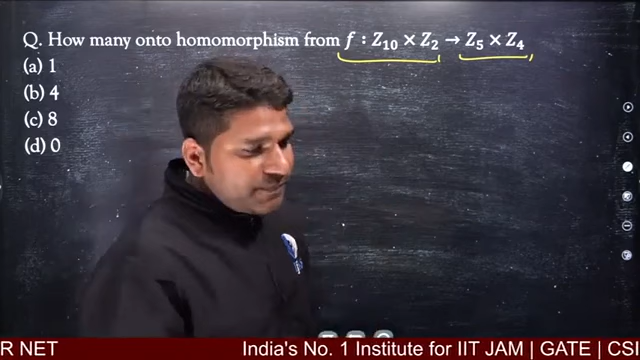 Q. How many onto homomorphism from f : Z₁₀ × Z₂ → Z₅ × Z₄
(a) 1
(b) 4
(c) 8
(d) 0
R NET India's No. 1 Institute for IIT JAM | GATE | CSI